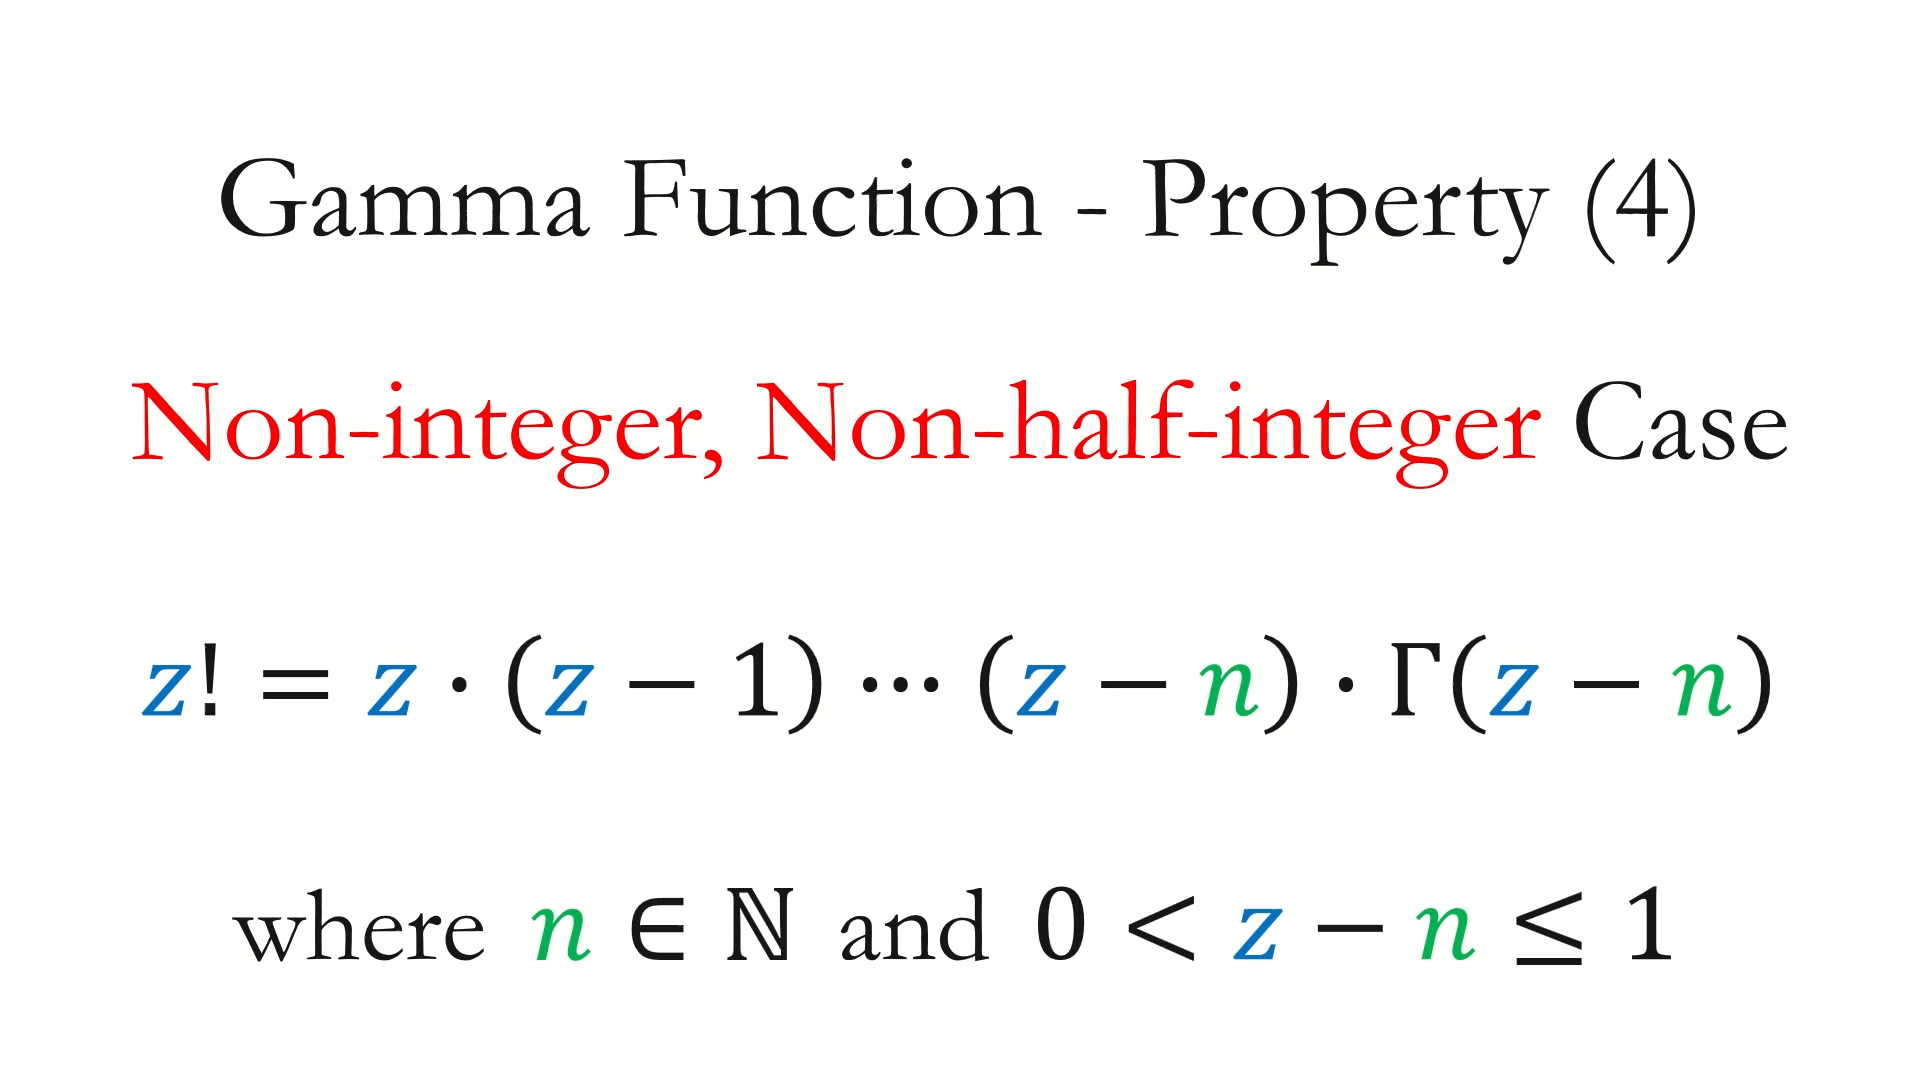 Gamma Function - Property (4)
Non-integer, Non-half-integer Case
z! = z · (z − 1) ⋯ (z − n) · Γ(z − n)
where n ∈ ℕ and 0 < z − n ≤ 1